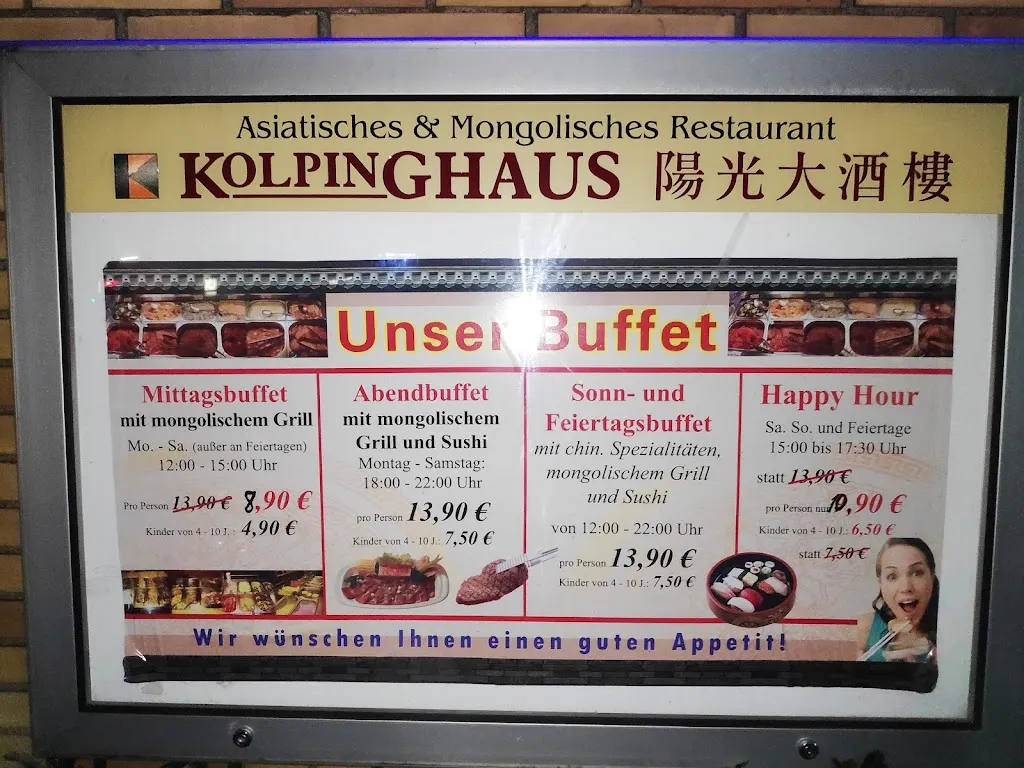 Asiatisches & Mongolisches Restaurant
KOLPINGHAUS 陽光大酒樓
Unser Buffet
Mittagsbuffet
mit mongolischem Grill
Mo. - Sa. (außer an Feiertagen)
12:00 - 15:00 Uhr
Pro Person 13,90 € 8,90 €
Kinder von 4 - 10 J.: 4,90 €
Abendbuffet
mit mongolischem
Grill und Sushi
Montag - Samstag:
18:00 - 22:00 Uhr
pro Person 13,90 €
Kinder von 4 - 10 J.: 7,50 €
Sonn- und
Feiertagsbuffet
mit chin. Spezialitäten,
mongolischem Grill
und Sushi
von 12:00 - 22:00 Uhr
pro Person 13,90 €
Kinder von 4 - 10 J.: 7,50 €
Happy Hour
Sa. So. und Feiertage
15:00 bis 17:30 Uhr
statt 13,90 €
pro Person nur 10,90 €
Kinder von 4 - 10 J.: 6,50 €
statt 7,50 €
Wir wünschen Ihnen einen guten Appetit!